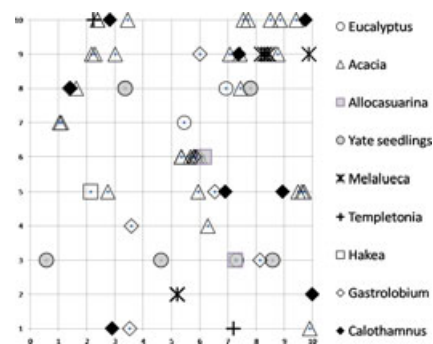 10
9
8
7
6
5
4
3
2
1
0 1 2 3 4 5 6 7 8 9 10
Eucalyptus
Acacia
Allocasuarina
Yate seedlings
Melalueca
Templetonia
Hakea
Gastrolobium
Calothamnus